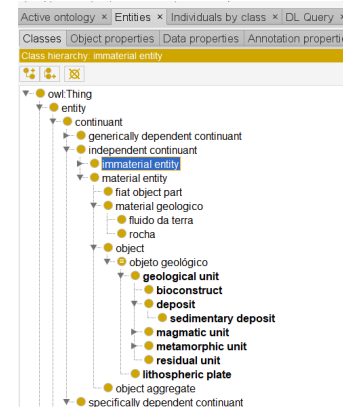 Active ontology × Entities × Individuals by class × DL Query ×
Classes Object properties Data properties Annotation properti
Class hierarchy: immaterial entity
owl:Thing
entity
continuant
generically dependent continuant
independent continuant
immaterial entity
material entity
fiat object part
material geologico
fluido da terra
rocha
object
objeto geológico
geological unit
bioconstruct
deposit
sedimentary deposit
magmatic unit
metamorphic unit
residual unit
lithospheric plate
object aggregate
specifically dependent continuant